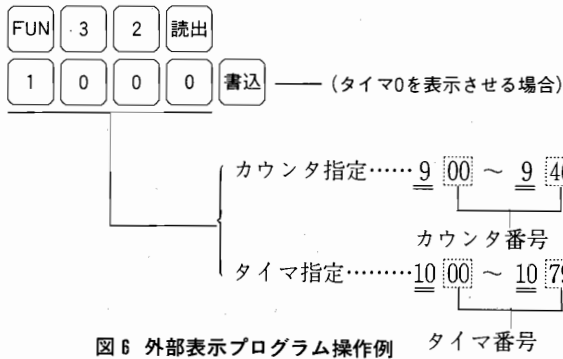 FUN 3 2 読出
1 0 0 0 書込 ── (タイマ0を表示させる場合)
カウンタ指定……9 00 ～ 9
カウンタ番号
タイマ指定………10 00 ～ 10
タイマ番号
図6 外部表示プログラム操作例